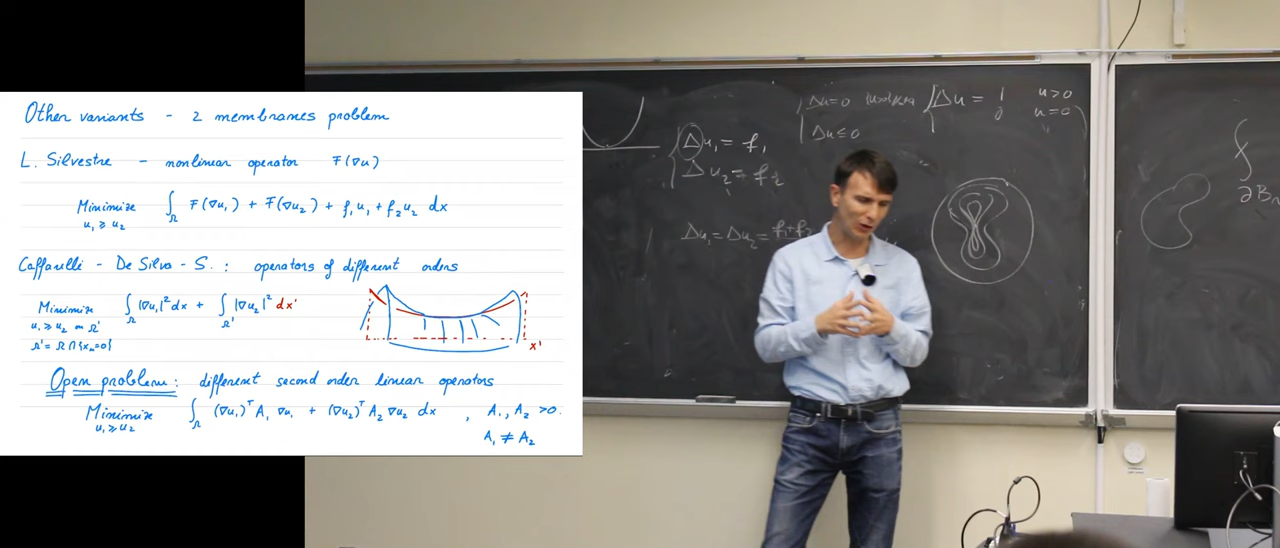 Other variants - 2 membranes problem
L. Silvestre - nonlinear operator F(∇u)
Minimize ∫_Ω F(∇u₁) + F(∇u₂) + f₁u₁ + f₂u₂ dx
u₁ ≥ u₂
Caffarelli - De Silva - S. : operators of different orders
Minimize ∫_Ω |∇u₁|² dx + ∫_Ω' |∇u₂|² dx'
u₁ ≥ u₂ on Ω'
Ω' = Ω ∩ {xₙ=0}
x'
Open problem: different second order linear operators
Minimize ∫_Ω (∇u₁)ᵀ A₁ ∇u₁ + (∇u₂)ᵀ A₂ ∇u₂ dx , A₁, A₂ > 0.
u₁ ≥ u₂
A₁ ≠ A₂
Δu₁ = f₁
Δu₂ = f₂
Δu₁ = Δu₂ = f₁+f₂
Δu=0
Δu ≤ 0
Δu = 1 u>0
0 u=0
∫
∂B